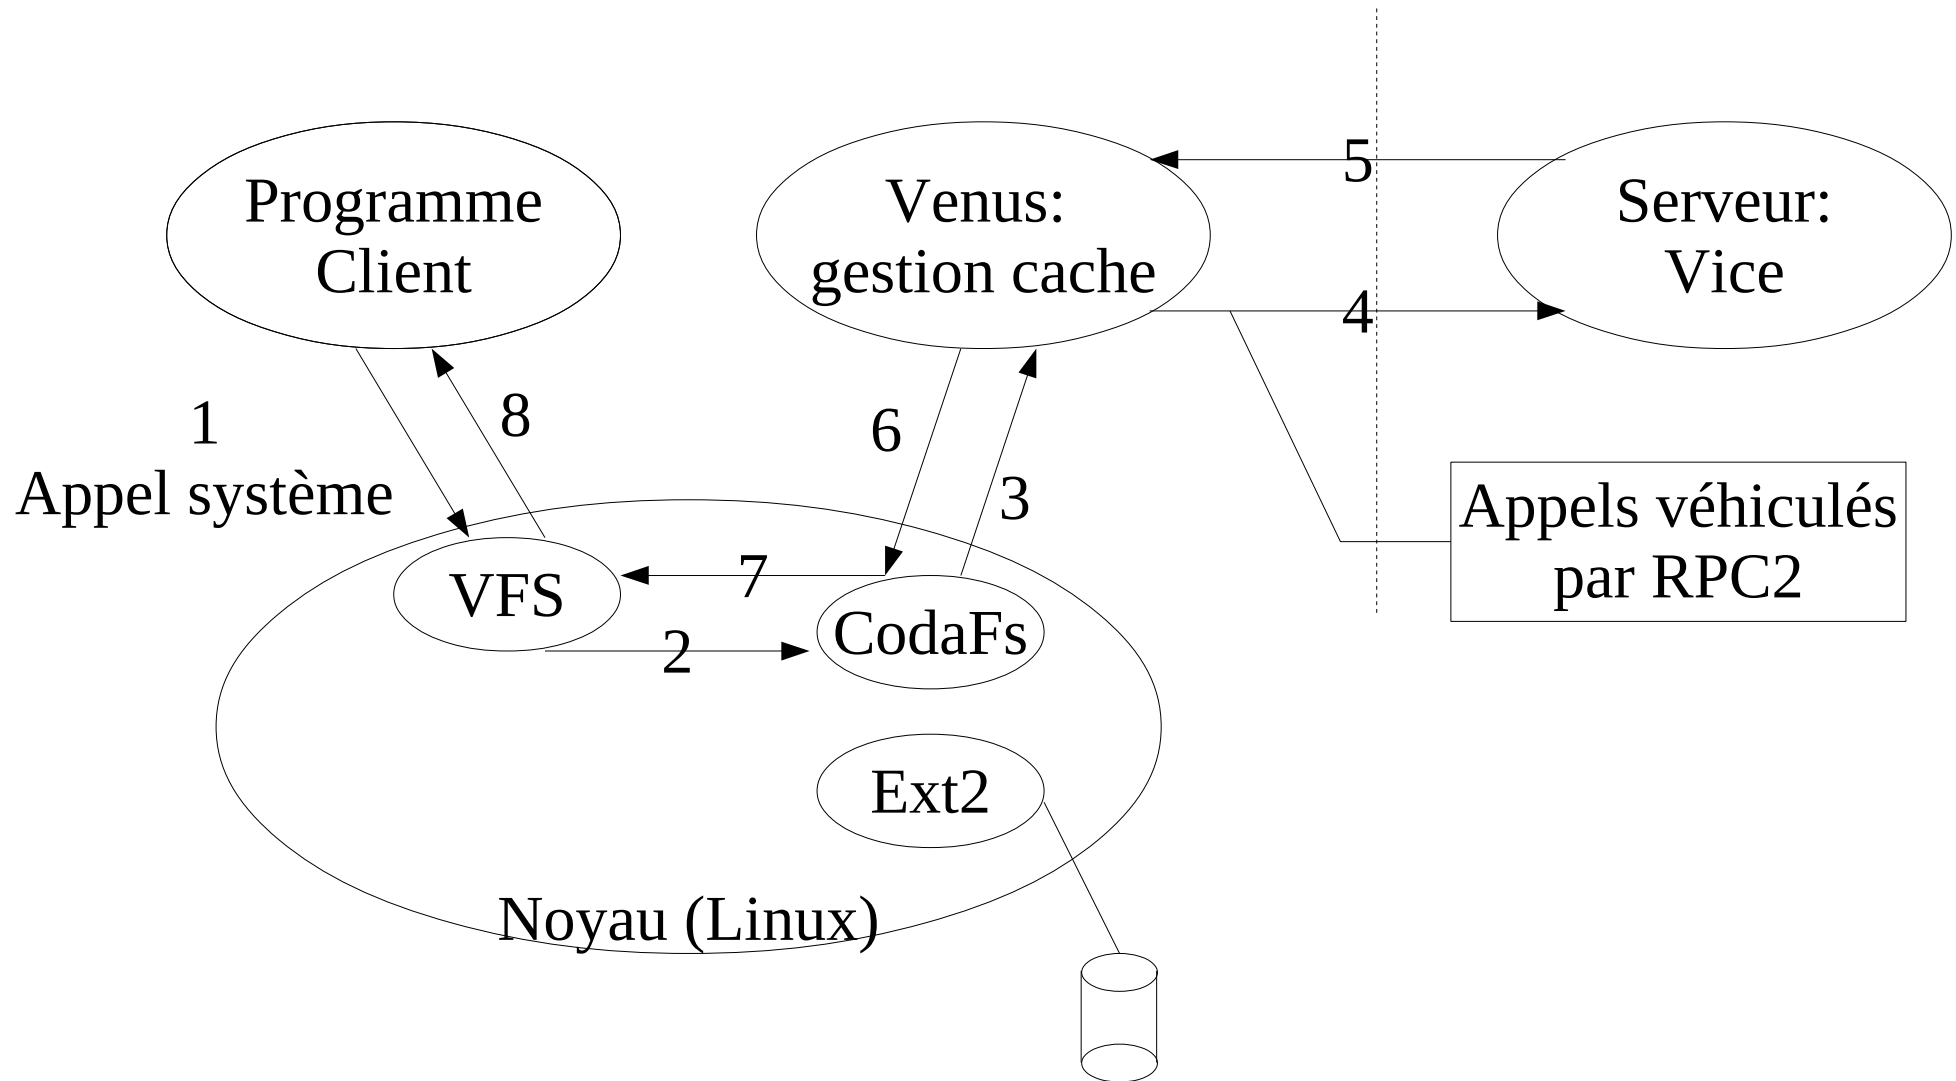 Programme
Client
Venus:
gestion cache
5
4
Serveur:
Vice
1
Appel système
8
6
3
Appels véhiculés
par RPC2
VFS
7
2
CodaFs
Ext2
Noyau (Linux)